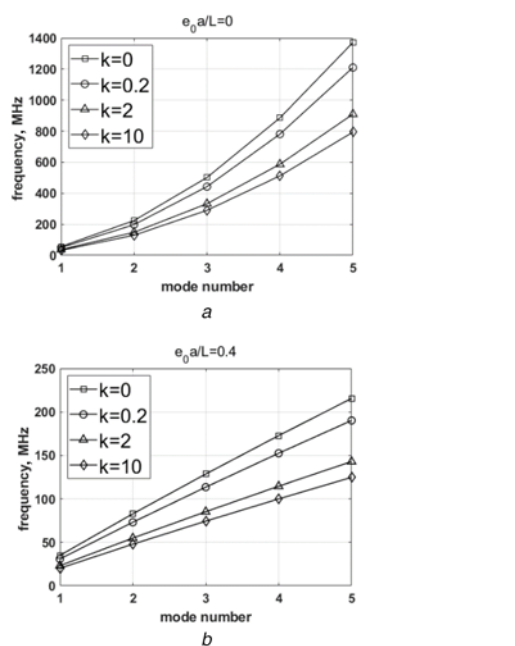 e₀a/L=0
1400
1200
1000
800
600
400
200
0
frequency, MHz
k=0
k=0.2
k=2
k=10
1 2 3 4 5
mode number
a
e₀a/L=0.4
250
200
150
100
50
0
frequency, MHz
k=0
k=0.2
k=2
k=10
1 2 3 4 5
mode number
b